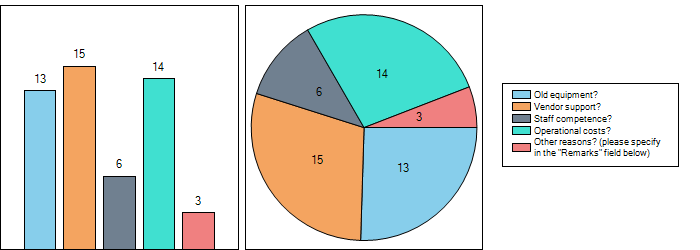 13
15
6
14
3
14
6
3
15
13
Old equipment?
Vendor support?
Staff competence?
Operational costs?
Other reasons? (please specify
in the "Remarks" field below)